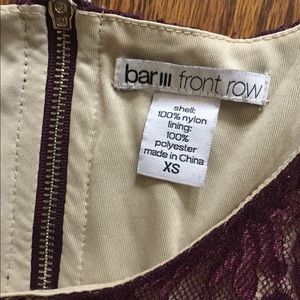 bar III front row
shell:
100% nylon
lining:
100%
polyester
made in China
XS